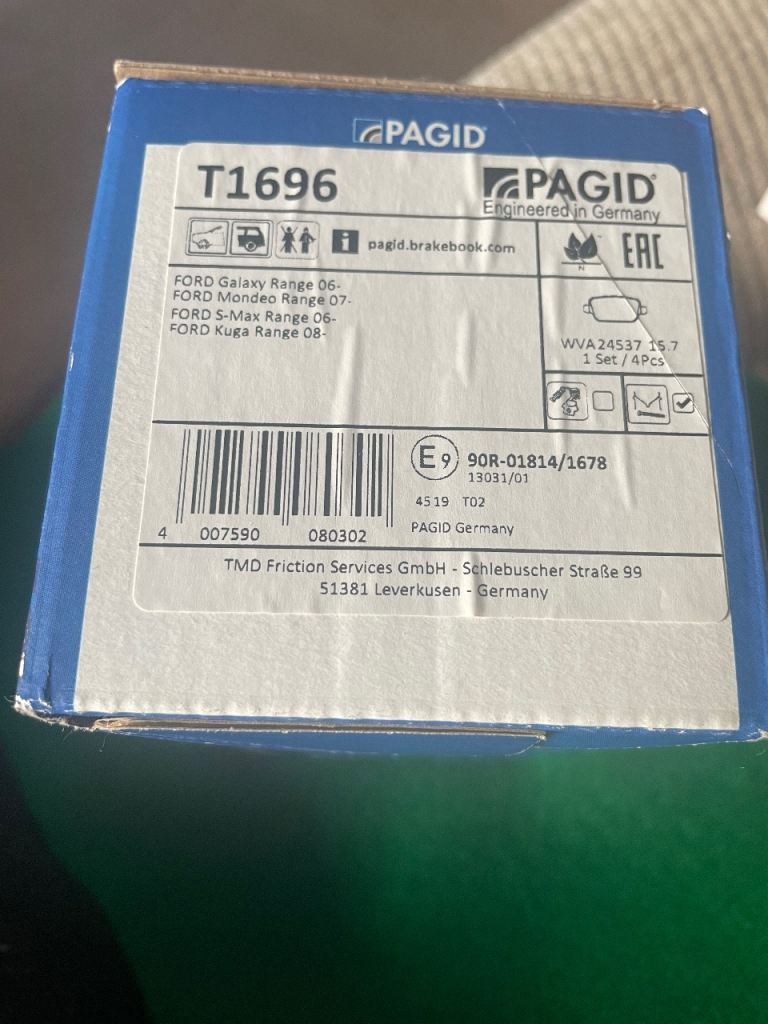 PAGID
T1696
PAGID
Engineered in Germany
i pagid.brakebook.com
EAC
N
FORD Galaxy Range 06-
FORD Mondeo Range 07-
FORD S-Max Range 06-
FORD Kuga Range 08-
WVA24537 15.7
1 Set / 4Pcs
E9 90R-01814/1678
13031/01
4519 T02
PAGID Germany
4 007590 080302
TMD Friction Services GmbH - Schlebuscher Straße 99
51381 Leverkusen - Germany